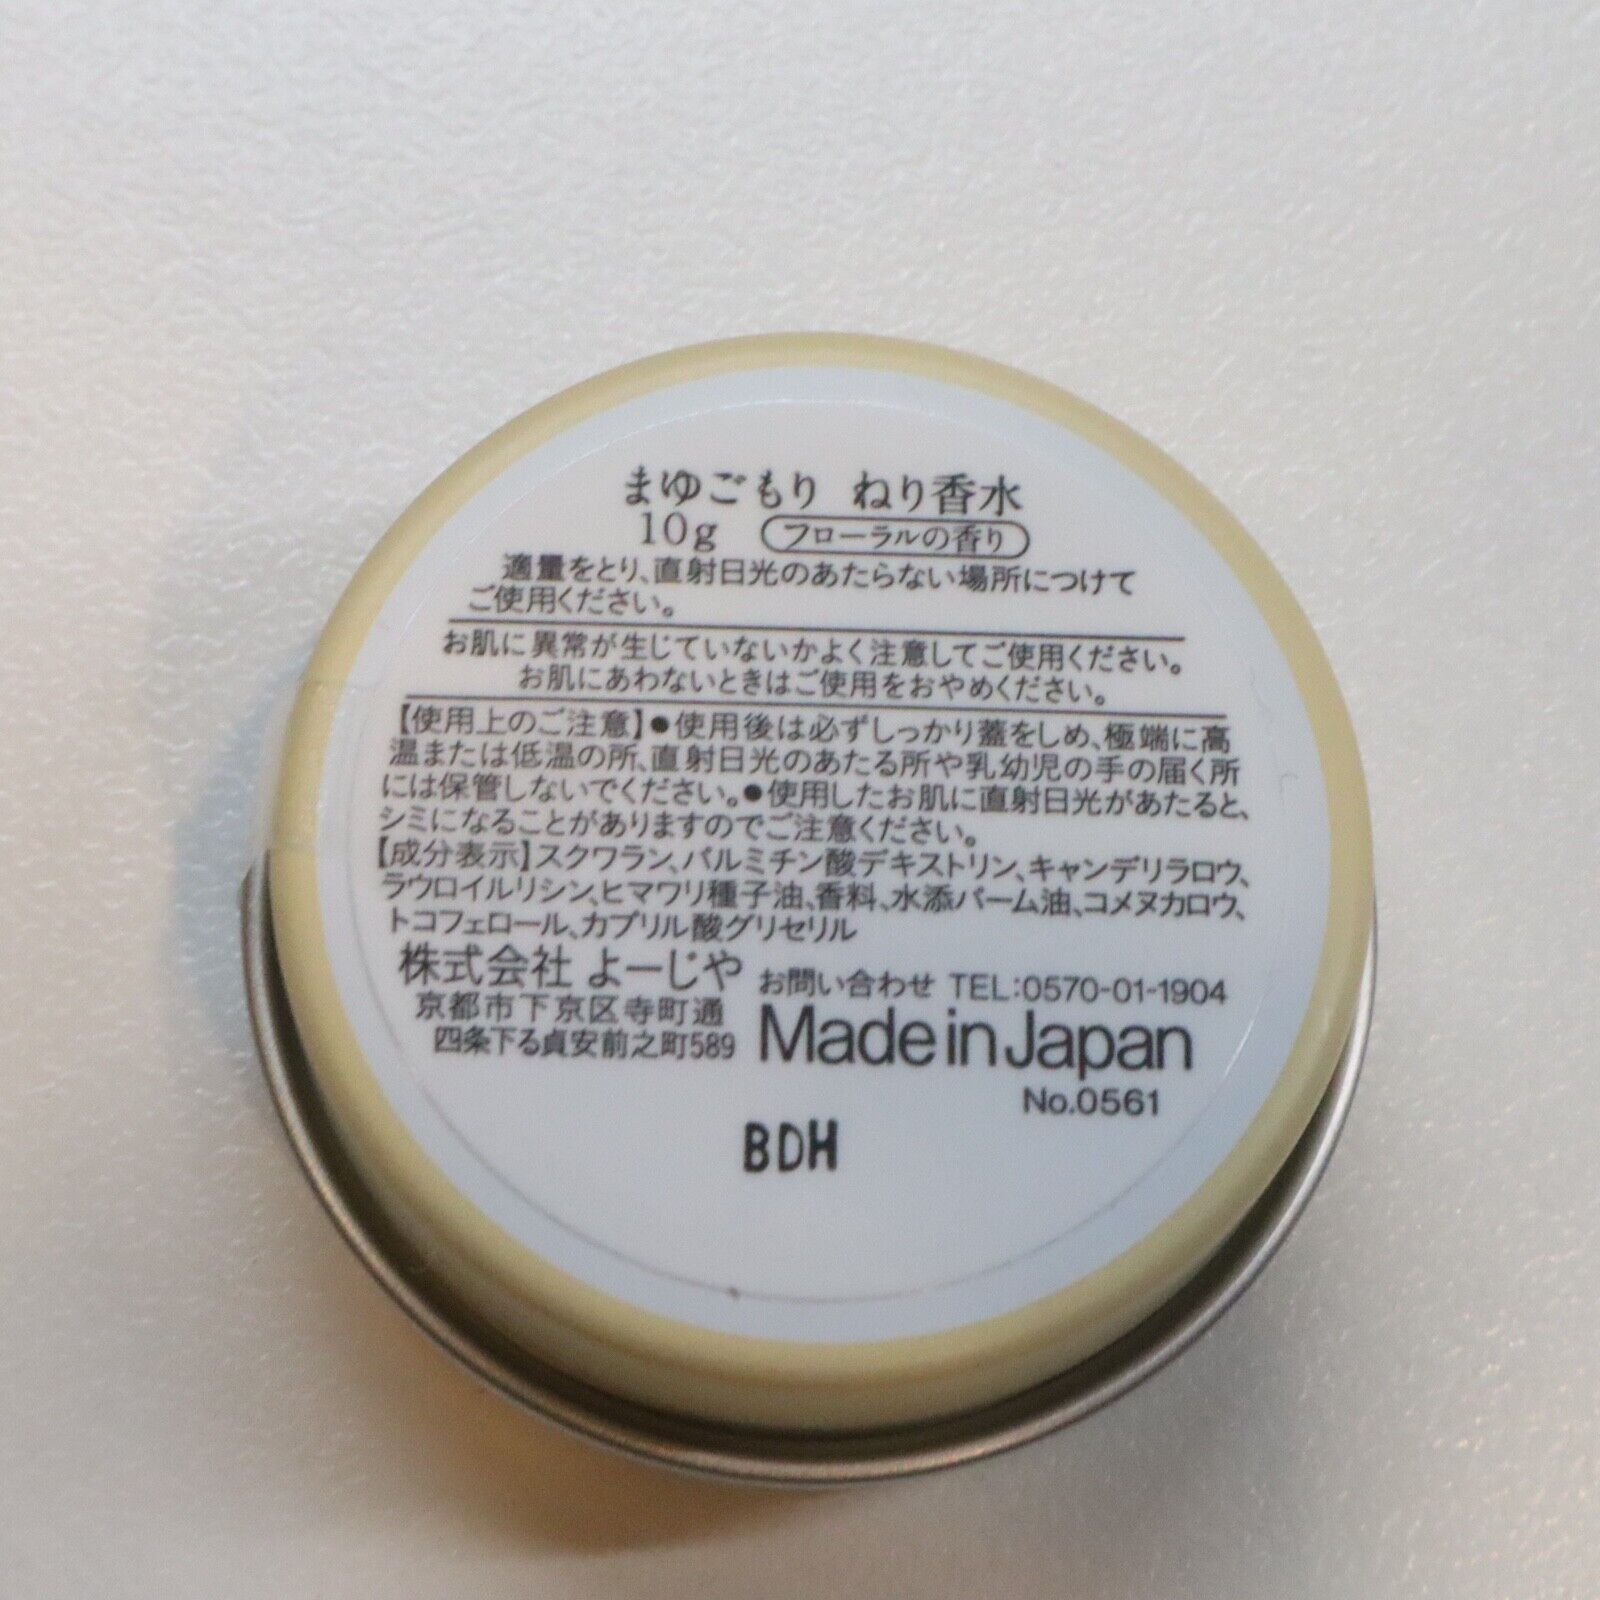 まゆごもり ねり香水
10g フローラルの香り
適量をとり、直射日光のあたらない場所につけて
ご使用ください。
お肌に異常が生じていないかよく注意してご使用ください。
お肌にあわないときはご使用をおやめください。
【使用上のご注意】●使用後は必ずしっかり蓋をしめ、極端に高
温または低温の所、直射日光のあたる所や乳幼児の手の届く所
には保管しないでください。●使用したお肌に直射日光があたると、
シミになることがありますのでご注意ください。
【成分表示】スクワラン、パルミチン酸デキストリン、キャンデリラロウ、
ラウロイルリシン、ヒマワリ種子油、香料、水添パーム油、コメヌカロウ、
トコフェロール、カプリル酸グリセリル
株式会社 よーじや お問い合わせ TEL:0570-01-1904
京都市下京区寺町通
四条下る貞安前之町589
Made in Japan
No.0561
BDH